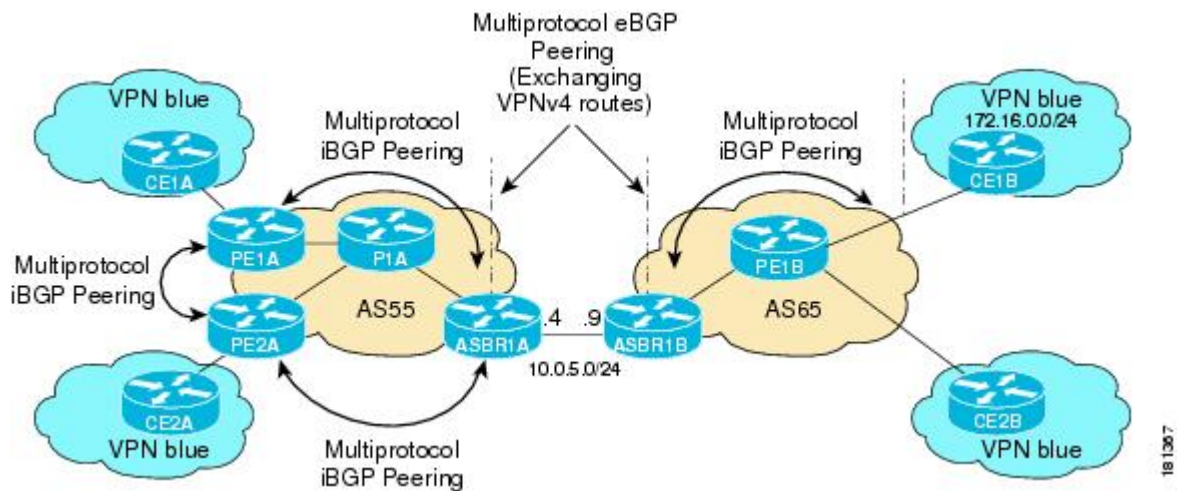 Multiprotocol eBGP
Peering
(Exchanging
VPNv4 routes)
VPN blue
CE1A
Multiprotocol
iBGP Peering
Multiprotocol
iBGP Peering
VPN blue
172.16.0.0/24
CE1B
PE1A
P1A
PE1B
Multiprotocol
iBGP Peering
AS55
AS65
PE2A
ASBR1A
.4
.9
ASBR1B
10.0.5.0/24
CE2A
VPN blue
CE2B
VPN blue
Multiprotocol
iBGP Peering
181367